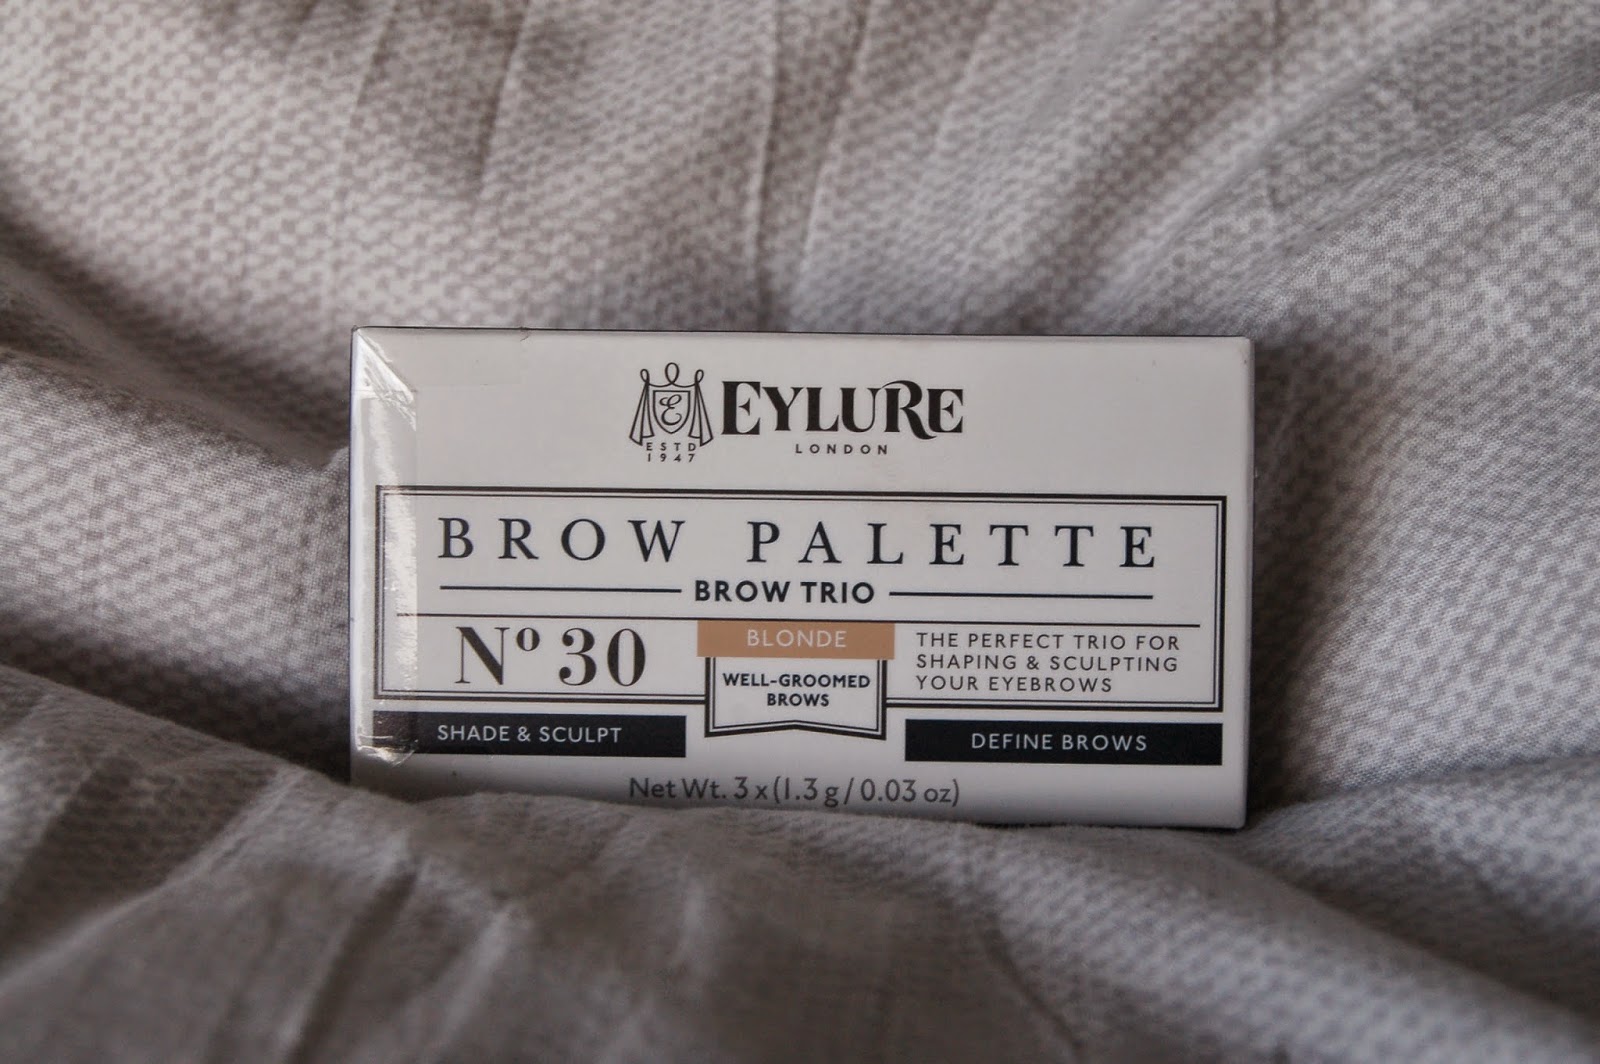 E
ESTD
1947
EYLURE
LONDON
BROW PALETTE
BROW TRIO
Nº 30
BLONDE
WELL-GROOMED
BROWS
THE PERFECT TRIO FOR
SHAPING & SCULPTING
YOUR EYEBROWS
SHADE & SCULPT
DEFINE BROWS
Net Wt. 3 x (1.3 g / 0.03 oz)